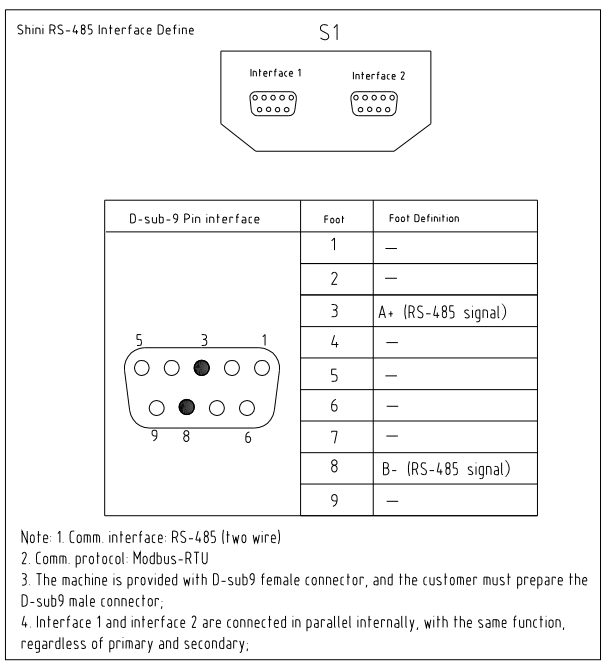 Shini RS-485 Interface Define
S1
Interface 1 Interface 2
D-sub-9 Pin interface Foot Foot Definition
1 —
2 —
3 A+ (RS-485 signal)
4 —
5 —
6 —
7 —
8 B- (RS-485 signal)
9 —
5 3 1
9 8 6
Note: 1. Comm. interface: RS-485 (two wire)
2. Comm. protocol: Modbus-RTU
3. The machine is provided with D-sub9 female connector, and the customer must prepare the
D-sub9 male connector;
4. Interface 1 and interface 2 are connected in parallel internally, with the same function,
regardless of primary and secondary;